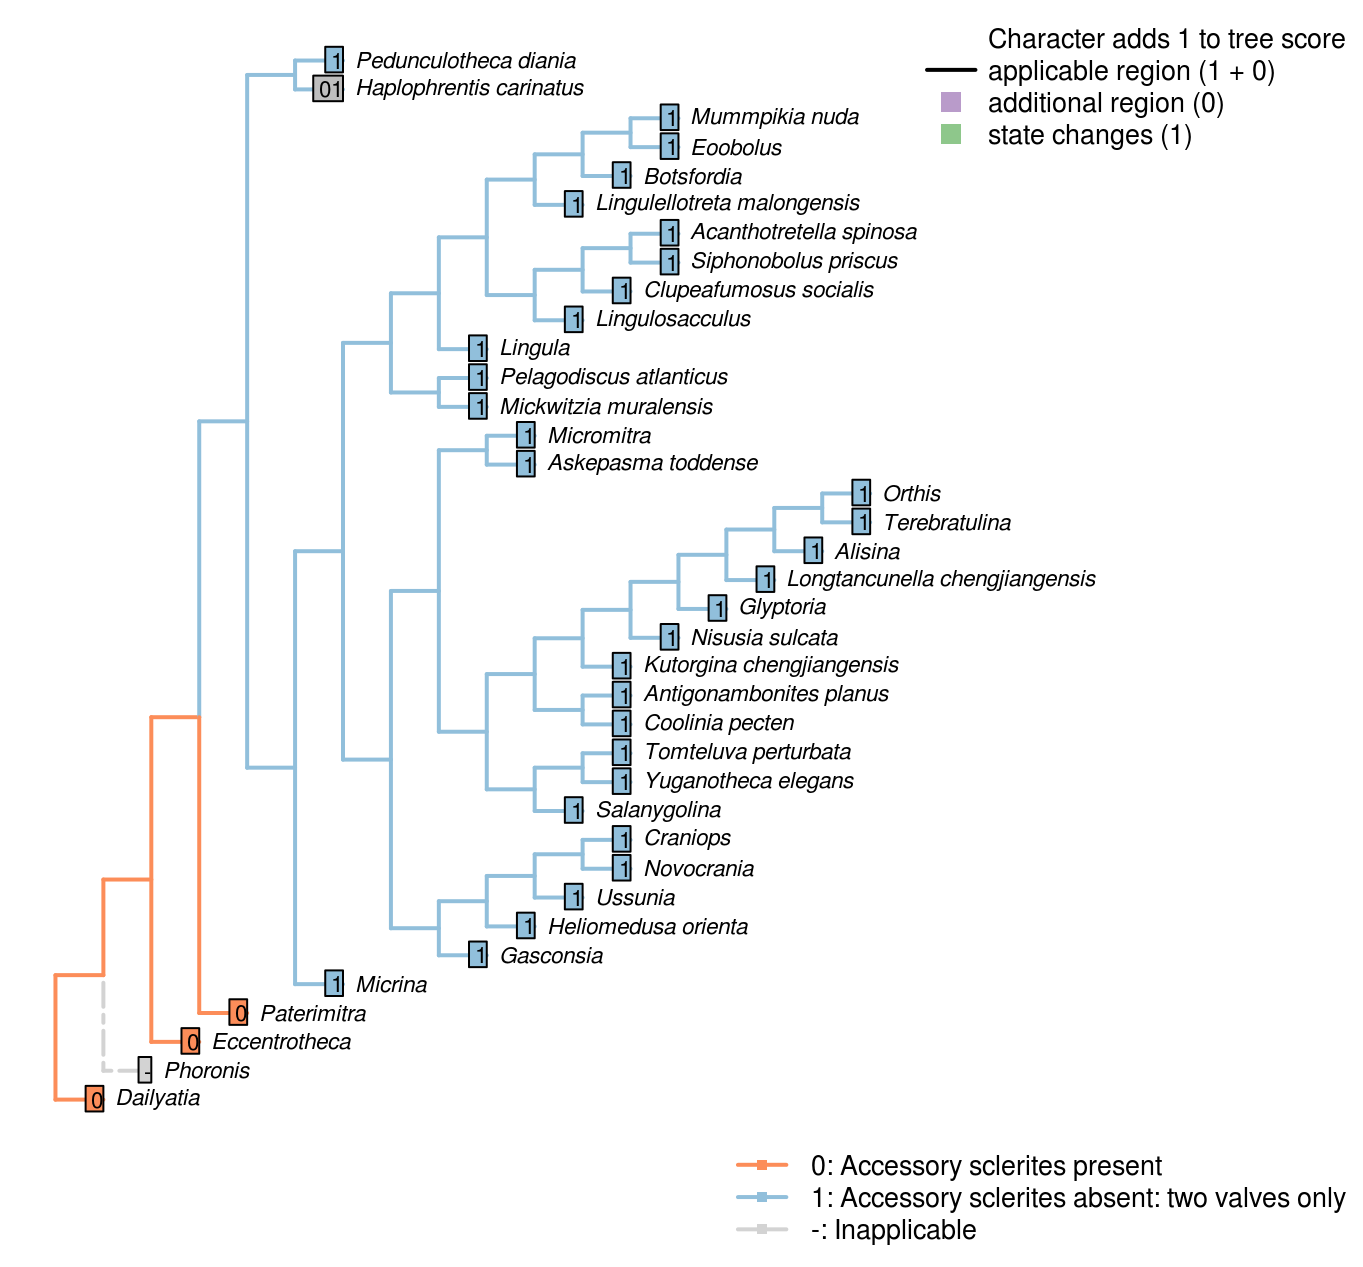 Character adds 1 to tree score
applicable region (1 + 0)
additional region (0)
state changes (1)
1 Pedunculotheca diania
01 Haplophrentis carinatus
1 Mummpikia nuda
1 Eoobolus
1 Botsfordia
1 Lingulellotreta malongensis
1 Acanthotretella spinosa
1 Siphonobolus priscus
1 Clupeafumosus socialis
1 Lingulosacculus
1 Lingula
1 Pelagodiscus atlanticus
1 Mickwitzia muralensis
1 Micromitra
1 Askepasma toddense
1 Orthis
1 Terebratulina
1 Alisina
1 Longtancunella chengjiangensis
1 Glyptoria
1 Nisusia sulcata
1 Kutorgina chengjiangensis
1 Antigonambonites planus
1 Coolinia pecten
1 Tomteluva perturbata
1 Yuganotheca elegans
1 Salanygolina
1 Craniops
1 Novocrania
1 Ussunia
1 Heliomedusa orienta
1 Gasconsia
1 Micrina
0 Paterimitra
0 Eccentrotheca
- Phoronis
0 Dailyatia
0: Accessory sclerites present
1: Accessory sclerites absent: two valves only
-: Inapplicable